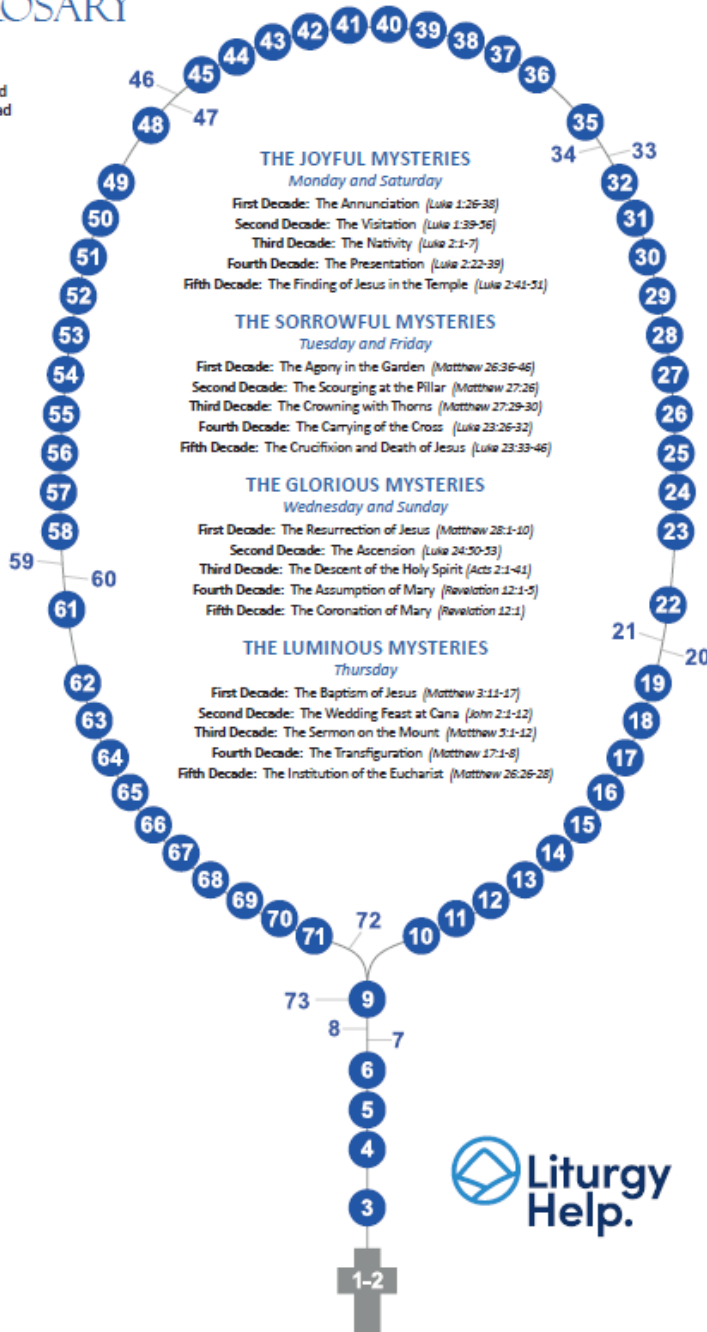 ROSARY
d
ad
46
47
48
49
50
51
52
53
54
55
56
57
58
59
60
61
62
63
64
65
66
67
68
69
70
71
72
73
45
44
43
42
41
40
39
38
37
36
35
34
33
32
31
30
29
28
27
26
25
24
23
22
21
20
19
18
17
16
15
14
13
12
11
10
THE JOYFUL MYSTERIES
Monday and Saturday
First Decade: The Annunciation (Luke 1:26-38)
Second Decade: The Visitation (Luke 1:39-56)
Third Decade: The Nativity (Luke 2:1-7)
Fourth Decade: The Presentation (Luke 2:22-39)
Fifth Decade: The Finding of Jesus in the Temple (Luke 2:41-51)
THE SORROWFUL MYSTERIES
Tuesday and Friday
First Decade: The Agony in the Garden (Matthew 26:36-46)
Second Decade: The Scourging at the Pillar (Matthew 27:26)
Third Decade: The Crowning with Thorns (Matthew 27:29-30)
Fourth Decade: The Carrying of the Cross (Luke 23:26-32)
Fifth Decade: The Crucifixion and Death of Jesus (Luke 23:33-46)
THE GLORIOUS MYSTERIES
Wednesday and Sunday
First Decade: The Resurrection of Jesus (Matthew 28:1-10)
Second Decade: The Ascension (Luke 24:50-53)
Third Decade: The Descent of the Holy Spirit (Acts 2:1-41)
Fourth Decade: The Assumption of Mary (Revelation 12:1-5)
Fifth Decade: The Coronation of Mary (Revelation 12:1)
THE LUMINOUS MYSTERIES
Thursday
First Decade: The Baptism of Jesus (Matthew 3:11-17)
Second Decade: The Wedding Feast at Cana (John 2:1-12)
Third Decade: The Sermon on the Mount (Matthew 5:1-12)
Fourth Decade: The Transfiguration (Matthew 17:1-8)
Fifth Decade: The Institution of the Eucharist (Matthew 26:26-28)
9
8
7
6
5
4
3
1-2
Liturgy
Help.